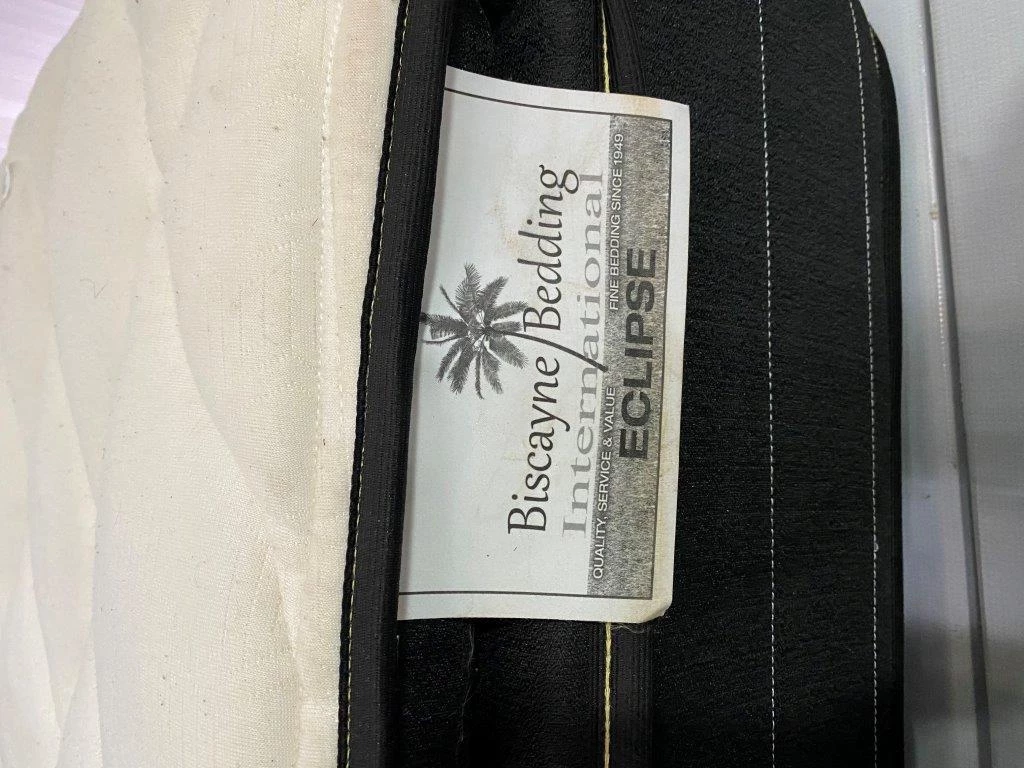 Biscayne Bedding
International
QUALITY, SERVICE & VALUE FINE BEDDING SINCE 1949
ECLIPSE